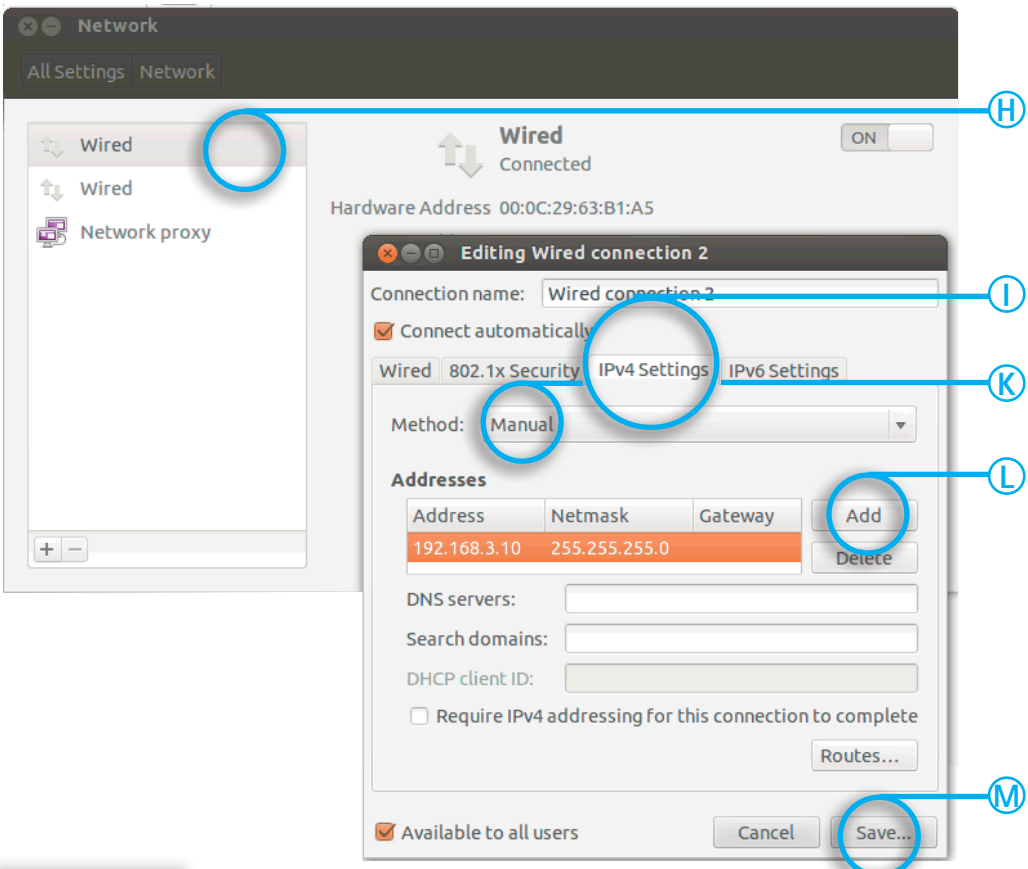 Network
All Settings Network
H
Wired
Wired
Network proxy
Wired
Connected
ON
Hardware Address 00:0C:29:63:B1:A5
Editing Wired connection 2
Connection name: Wired connection 2
I
Connect automatically
Wired 802.1x Security IPv4 Settings IPv6 Settings
K
Method: Manual
Addresses
L
Address Netmask Gateway Add
192.168.3.10 255.255.255.0
Delete
+ −
DNS servers:
Search domains:
DHCP client ID:
Require IPv4 addressing for this connection to complete
Routes...
M
Available to all users Cancel Save...